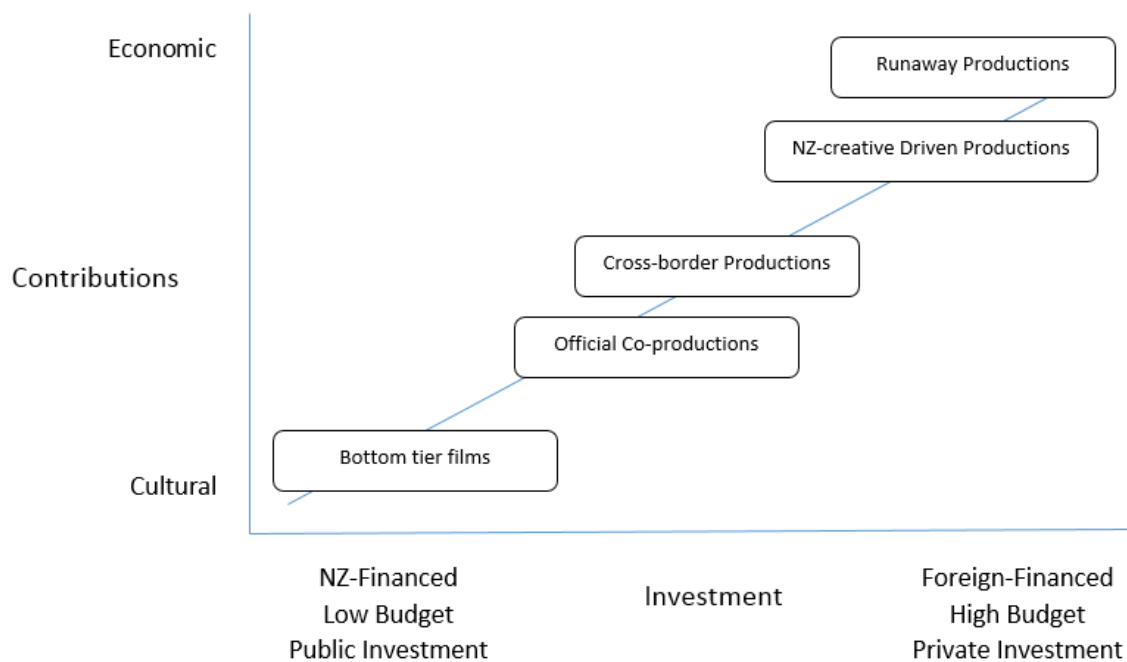 Economic
Runaway Productions
NZ-creative Driven Productions
Cross-border Productions
Contributions
Official Co-productions
Bottom tier films
Cultural
NZ-Financed
Low Budget
Public Investment
Investment
Foreign-Financed
High Budget
Private Investment